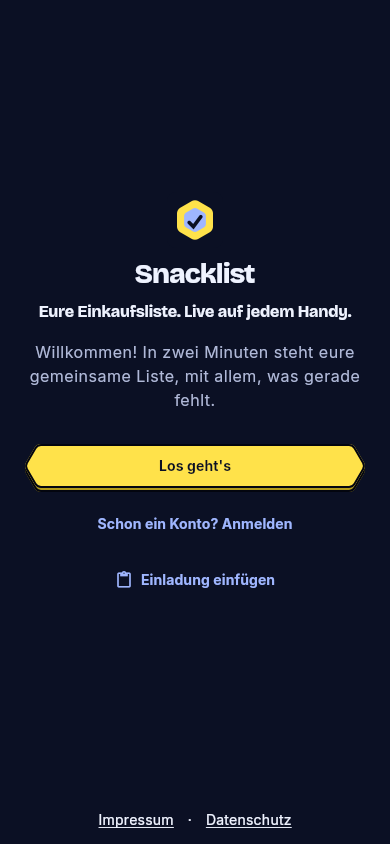 Snacklist
Eure Einkaufsliste. Live auf jedem Handy.
Willkommen! In zwei Minuten steht eure
gemeinsame Liste, mit allem, was gerade
fehlt.
Los geht's
Schon ein Konto? Anmelden
Einladung einfügen
Impressum · Datenschutz